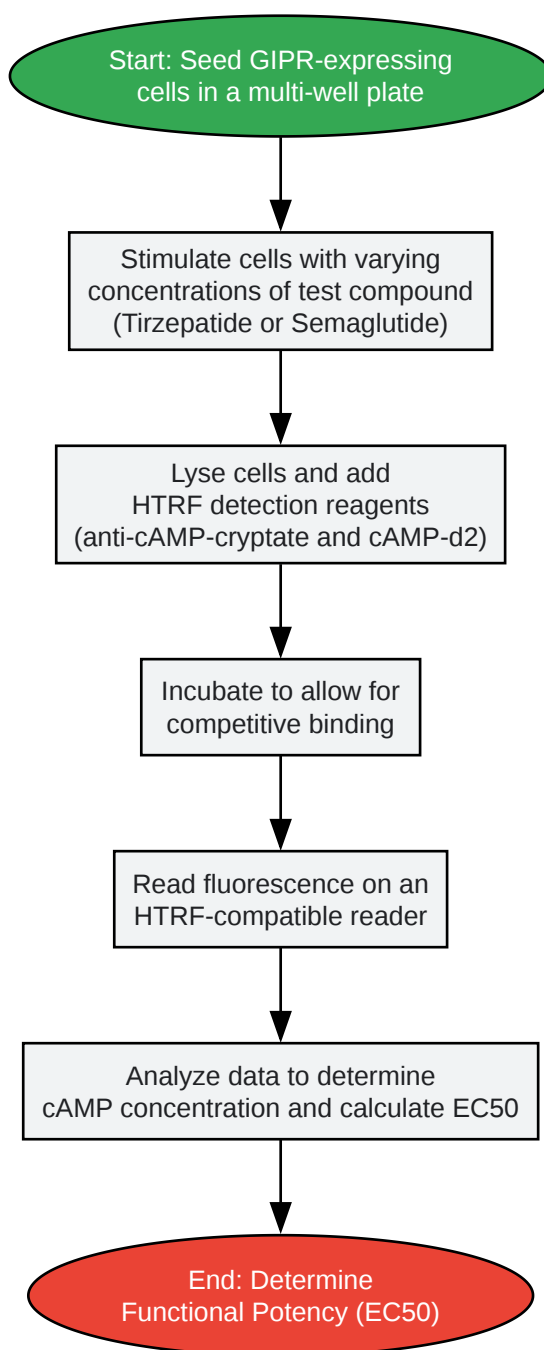 Start: Seed GIPR-expressing
cells in a multi-well plate
Stimulate cells with varying
concentrations of test compound
(Tirzepatide or Semaglutide)
Lyse cells and add
HTRF detection reagents
(anti-cAMP-cryptate and cAMP-d2)
Incubate to allow for
competitive binding
Read fluorescence on an
HTRF-compatible reader
Analyze data to determine
cAMP concentration and calculate EC50
End: Determine
Functional Potency (EC50)